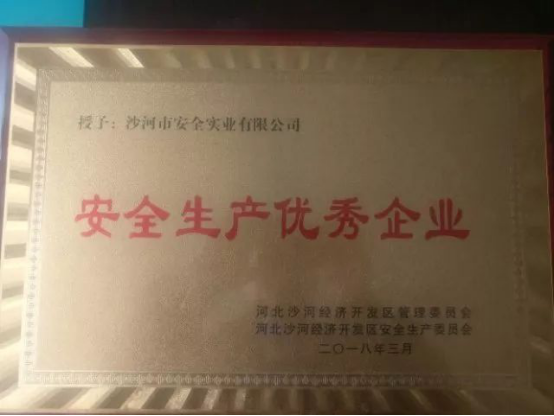 授予：沙河市安全实业有限公司
安全生产优秀企业
河北沙河经济开发区管理委员会
河北沙河经济开发区安全生产委员会
二〇一八年三月